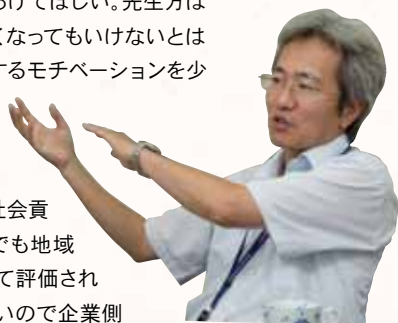 つけてほしい。先生方は
くなってもいけないとは
するモチベーションを少
社会貢
でも地域
て評価され
いので企業側